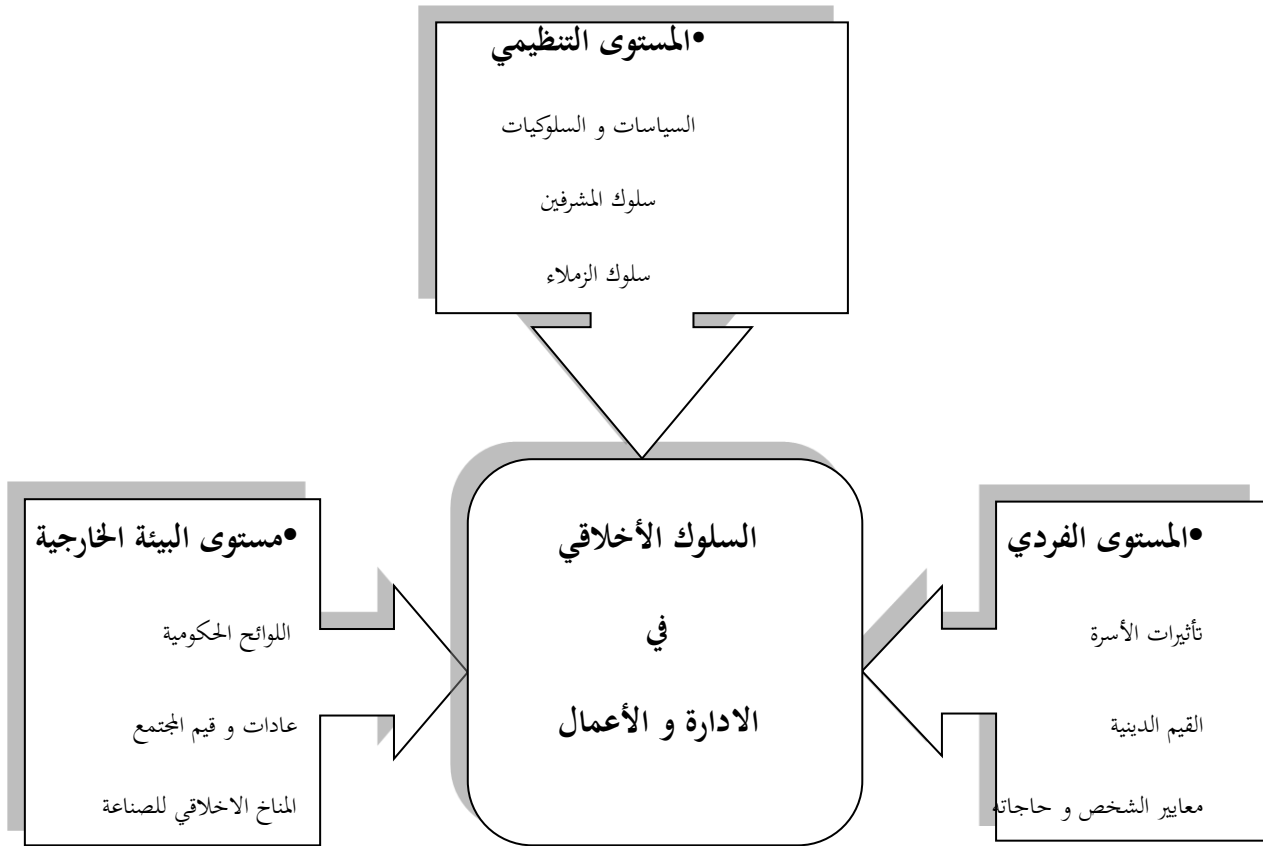 •المستوى التنظيمي
السياسات و السلوكيات
سلوك المشرفين
سلوك الزملاء
•المستوى الفردي
تأثيرات الأسرة
القيم الدينية
معايير الشخص و حاجاته
السلوك الأخلاقي
في
الادارة و الأعمال
•مستوى البيئة الخارجية
اللوائح الحكومية
عادات و قيم المجتمع
المناخ الاخلاقي للصناعة